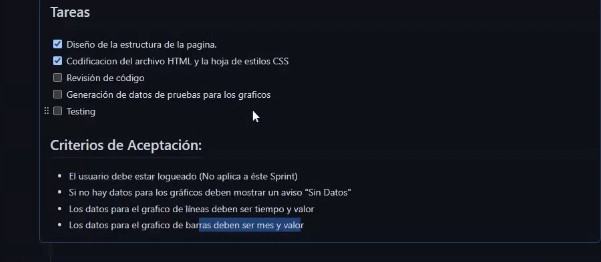 Tareas
Diseño de la estructura de la pagina.
Codificacion del archivo HTML y la hoja de estilos CSS
Revisión de código
Generación de datos de pruebas para los graficos
Testing
Criterios de Aceptación:
El usuario debe estar logueado (No aplica a éste Sprint)
Si no hay datos para los gráficos deben mostrar un aviso "Sin Datos"
Los datos para el grafico de líneas deben ser tiempo y valor
Los datos para el grafico de barras deben ser mes y valor